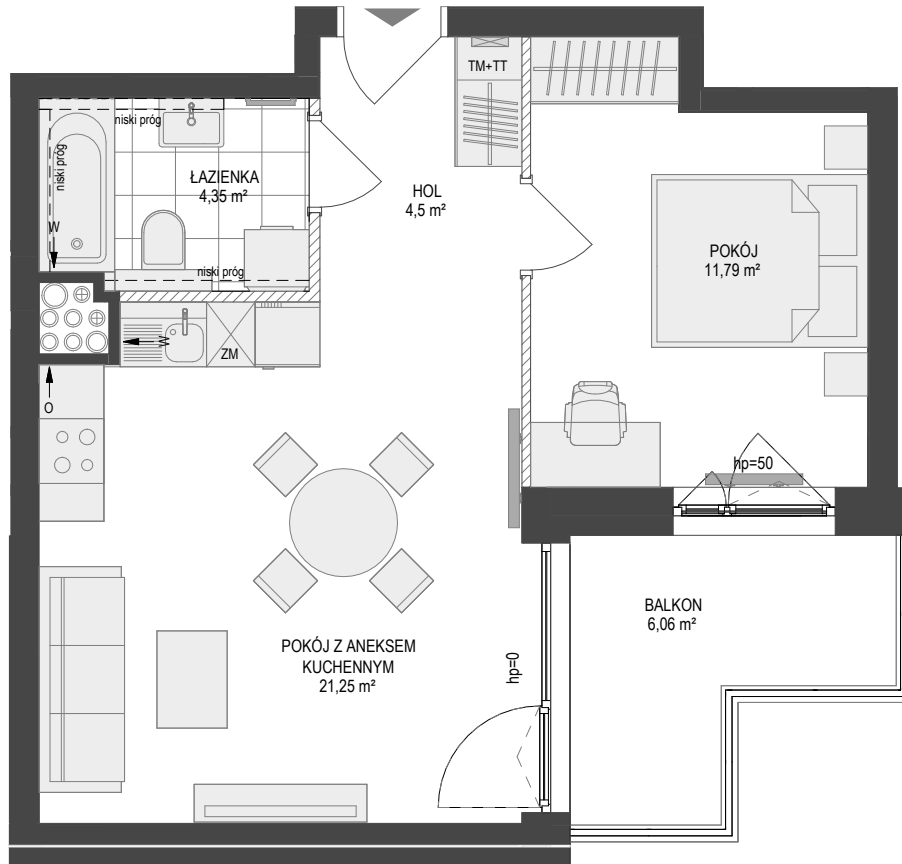 TM+TT
niski próg
niski próg
ŁAZIENKA
4,35 m²
HOL
4,5 m²
W
POKÓJ
11,79 m²
niski próg
W
ZM
O
hp=50
BALKON
6,06 m²
POKÓJ Z ANEKSEM
KUCHENNYM
21,25 m²
hp=0